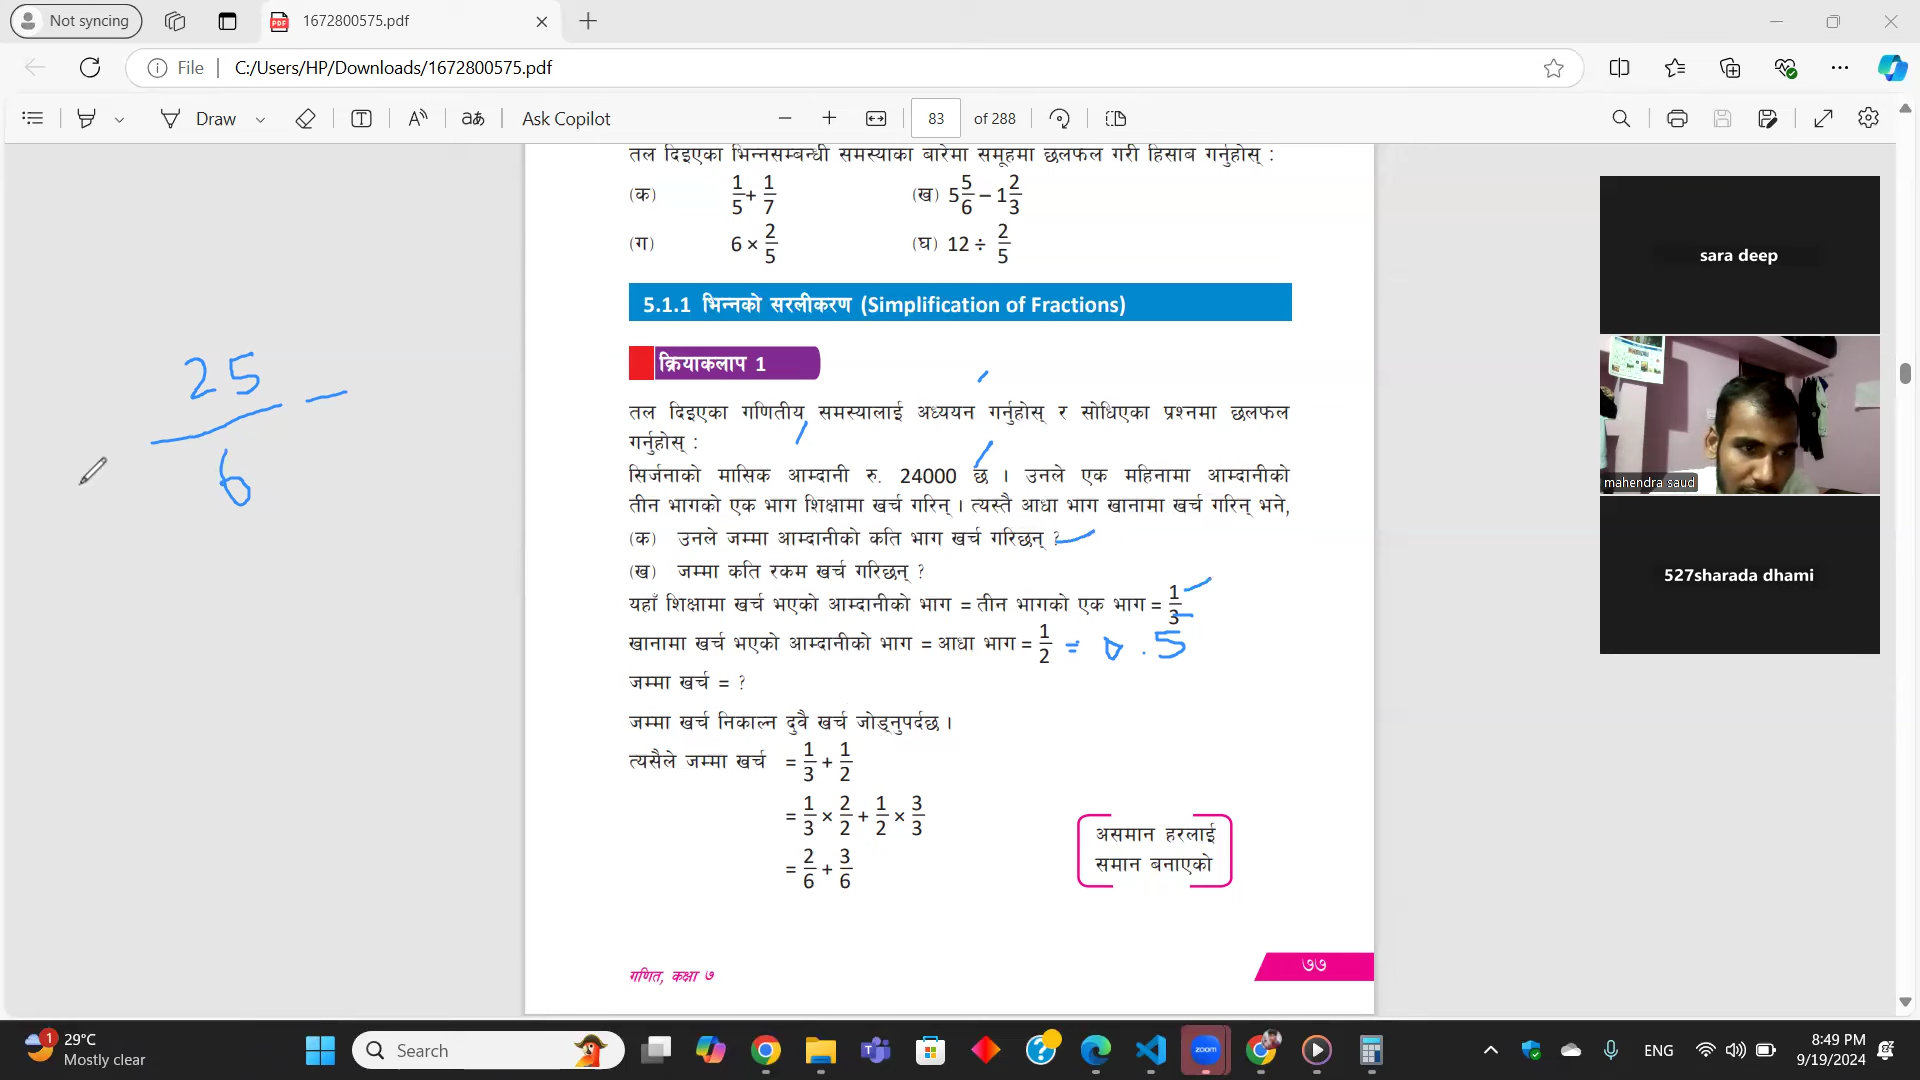 Not syncing
1672800575.pdf
File
C:/Users/HP/Downloads/1672800575.pdf
Draw
Ask Copilot
83 of 288
तल दिइएका भिन्नसम्बन्धी समस्याका बारेमा समूहमा छलफल गरी हिसाब गर्नुहोस् :
(क) 1/5 + 1/7 (ख) 5 5/6 – 1 2/3
(ग) 6 × 2/5 (घ) 12 ÷ 2/5
5.1.1 भिन्नको सरलीकरण (Simplification of Fractions)
क्रियाकलाप 1
तल दिइएका गणितीय समस्यालाई अध्ययन गर्नुहोस् र सोधिएका प्रश्नमा छलफल
गर्नुहोस् :
सिर्जनाको मासिक आम्दानी रु. 24000 छ । उनले एक महिनामा आम्दानीको
तीन भागको एक भाग शिक्षामा खर्च गरिन् । त्यस्तै आधा भाग खानामा खर्च गरिन् भने,
(क) उनले जम्मा आम्दानीको कति भाग खर्च गरिछन् ?
(ख) जम्मा कति रकम खर्च गरिछन् ?
यहाँ शिक्षामा खर्च भएको आम्दानीको भाग = तीन भागको एक भाग = 1/3
खानामा खर्च भएको आम्दानीको भाग = आधा भाग = 1/2 = 0.5
जम्मा खर्च = ?
जम्मा खर्च निकाल्न दुवै खर्च जोड्नुपर्दछ ।
त्यसैले जम्मा खर्च = 1/3 + 1/2
= 1/3 × 2/2 + 1/2 × 3/3
= 2/6 + 3/6
असमान हरलाई
समान बनाएको
गणित, कक्षा ७
७७
25/6 –
sara deep
mahendra saud
527sharada dhami
1
29°C
Mostly clear
Search
zoom
ENG
8:49 PM
9/19/2024